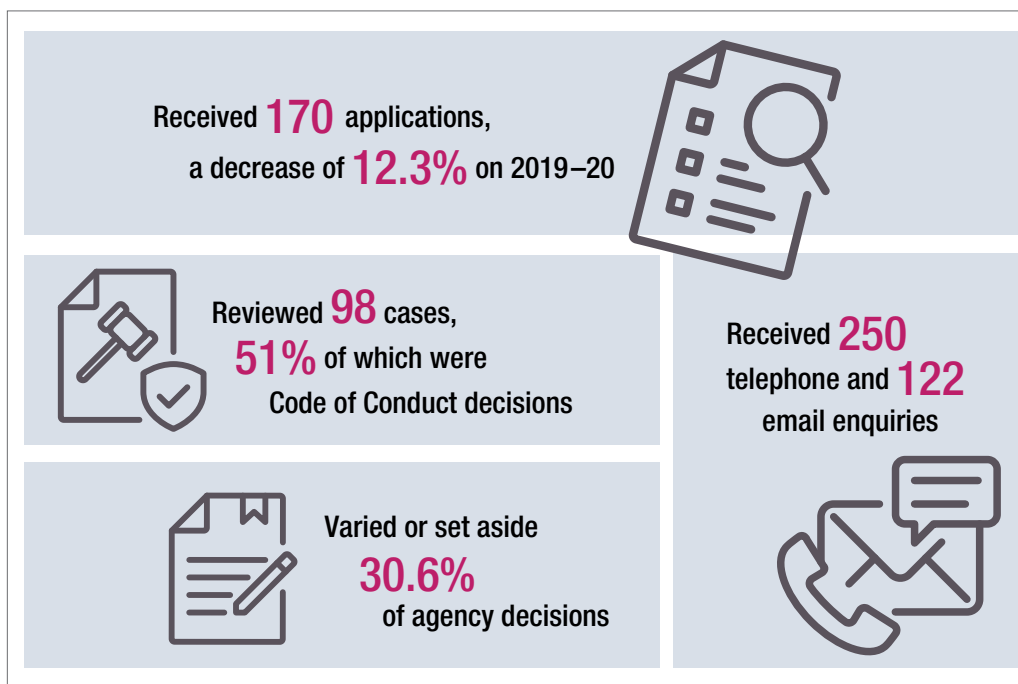 Received 170 applications,
a decrease of 12.3% on 2019–20
Reviewed 98 cases,
51% of which were
Code of Conduct decisions
Received 250
telephone and 122
email enquiries
Varied or set aside
30.6%
of agency decisions